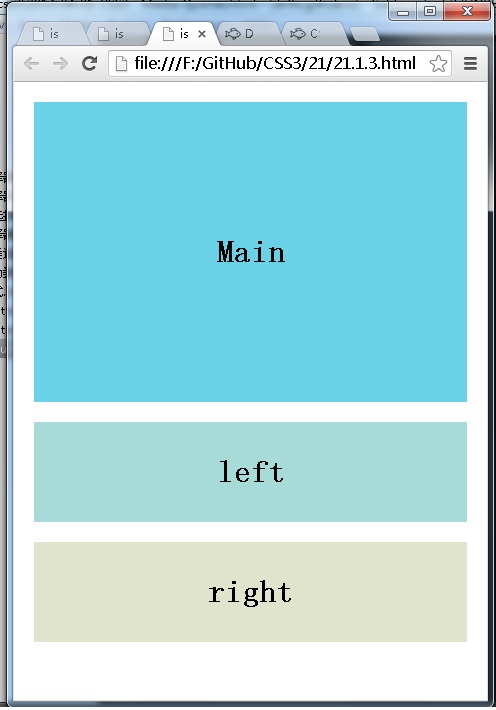 is
is
is
D
C
file:///F:/GitHub/CSS3/21/21.1.3.html
Main
left
right